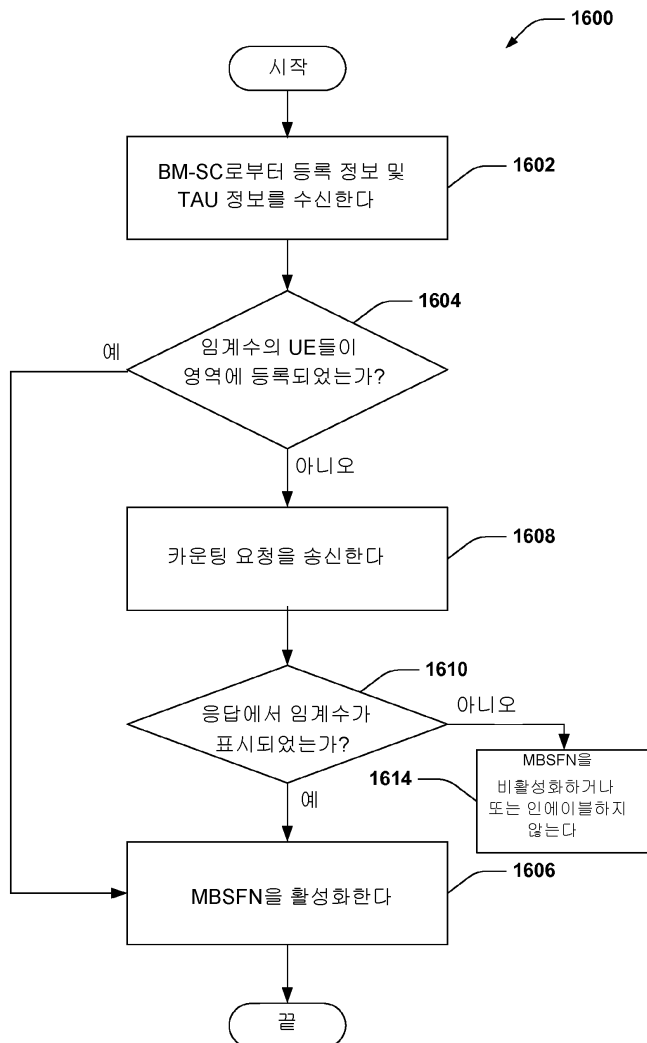 1600
시작
BM-SC로부터 등록 정보 및
TAU 정보를 수신한다
1602
1604
예
임계수의 UE들이
영역에 등록되었는가?
아니오
카운팅 요청을 송신한다
1608
1610
응답에서 임계수가
표시되었는가?
아니오
1614
MBSFN을
비활성화하거나
또는 인에이블하지
않는다
예
MBSFN을 활성화한다
1606
끝